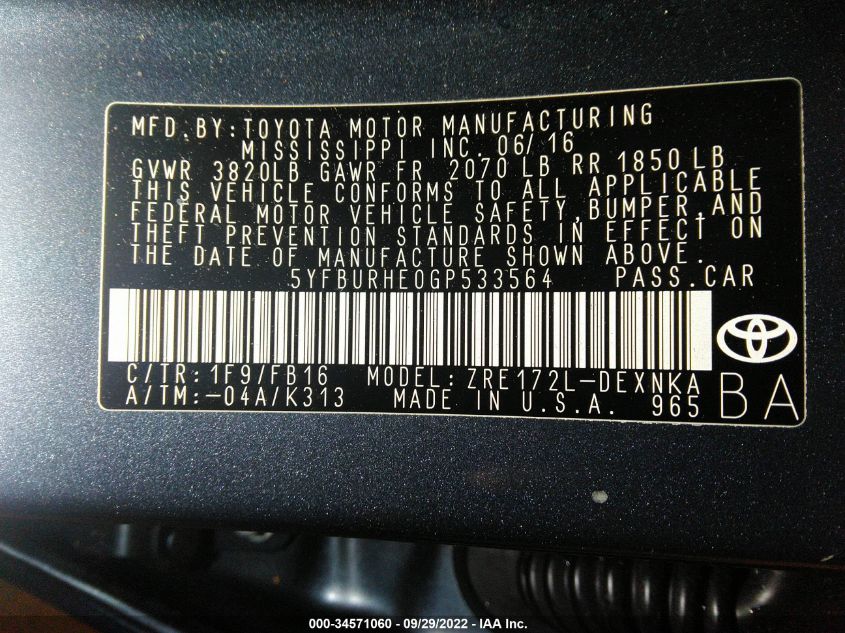 MFD.BY:TOYOTA MOTOR MANUFACTURING
MISSISSIPPI INC. 06/16
GVWR 3820LB GAWR FR 2070 LB RR 1850 LB
THIS VEHICLE CONFORMS TO ALL APPLICABLE
FEDERAL MOTOR VEHICLE SAFETY,BUMPER,AND
THEFT PREVENTION STANDARDS IN EFFECT ON
THE DATE OF MANUFACTURE SHOWN ABOVE.
5YFBURHE0GP533564 PASS.CAR
C/TR:1F9/FB16 MODEL:ZRE172L-DEXNKA
A/TM:-04A/K313 MADE IN U.S.A. 965
BA
000-34571060 - 09/29/2022 - IAA Inc.